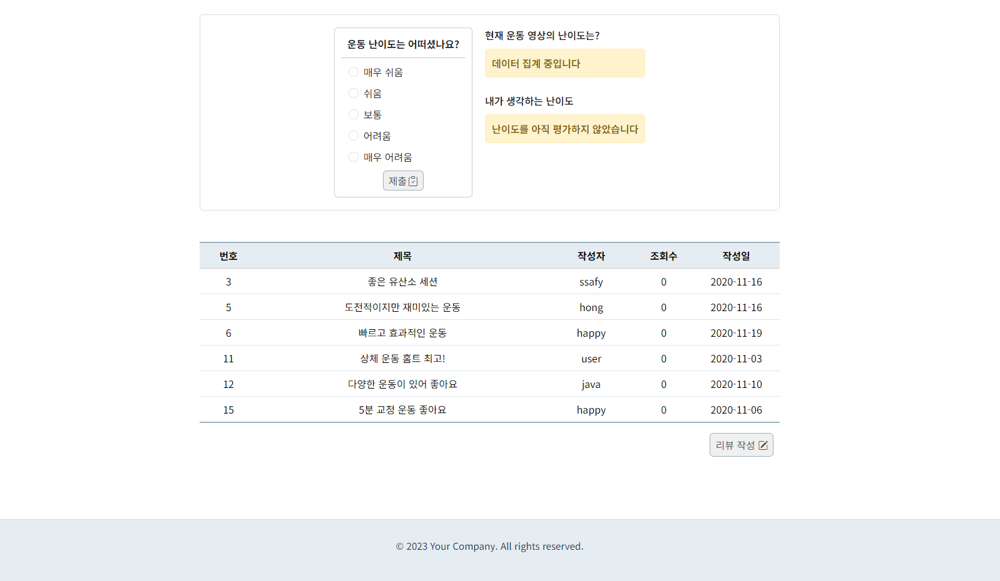 운동 난이도는 어떠셨나요?
매우 쉬움
쉬움
보통
어려움
매우 어려움
제출
현재 운동 영상의 난이도는?
데이터 집계 중입니다
내가 생각하는 난이도
난이도를 아직 평가하지 않았습니다
번호 제목 작성자 조회수 작성일
3 좋은 유산소 세션 ssafy 0 2020-11-16
5 도전적이지만 재미있는 운동 hong 0 2020-11-16
6 빠르고 효과적인 운동 happy 0 2020-11-19
11 상체 운동 홈트 최고! user 0 2020-11-03
12 다양한 운동이 있어 좋아요 java 0 2020-11-10
15 5분 교정 운동 좋아요 happy 0 2020-11-06
리뷰 작성
© 2023 Your Company. All rights reserved.